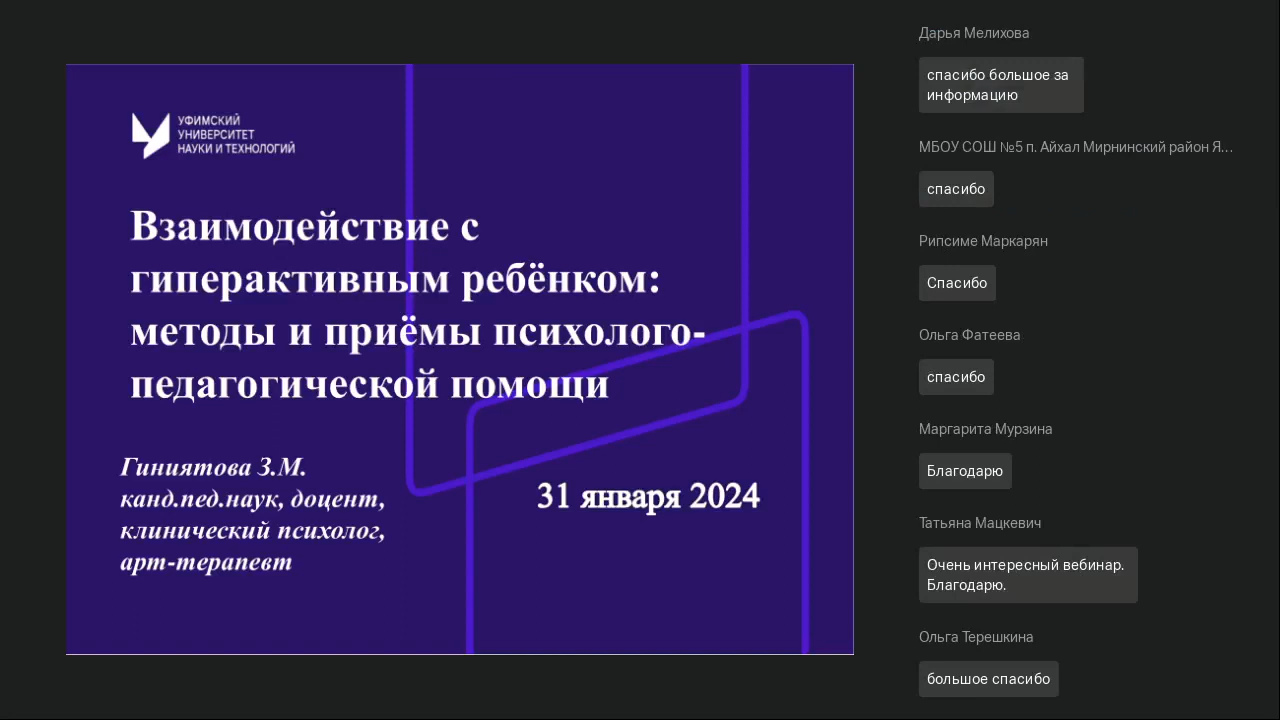 УФИМСКИЙ
УНИВЕРСИТЕТ
НАУКИ И ТЕХНОЛОГИЙ
Взаимодействие с
гиперактивным ребёнком:
методы и приёмы психолого-
педагогической помощи
Гиниятова З.М.
канд.пед.наук, доцент,
клинический психолог,
арт-терапевт
31 января 2024
Дарья Мелихова
спасибо большое за
информацию
МБОУ СОШ №5 п. Айхал Мирнинский район Я...
спасибо
Рипсиме Маркарян
Спасибо
Ольга Фатеева
спасибо
Маргарита Мурзина
Благодарю
Татьяна Мацкевич
Очень интересный вебинар.
Благодарю.
Ольга Терешкина
большое спасибо